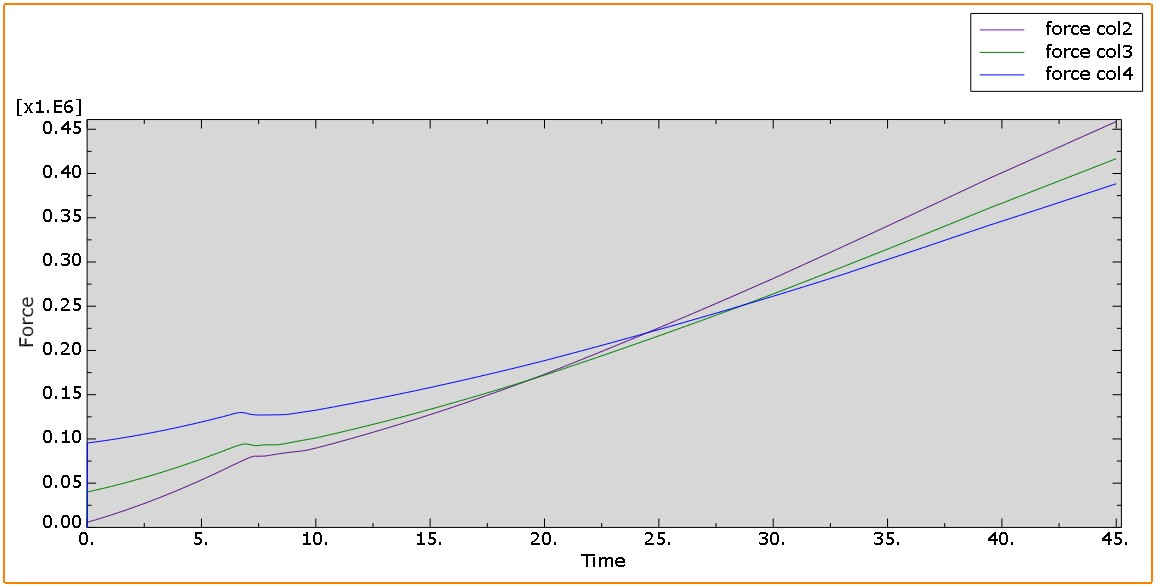 force col2
force col3
force col4
[x1.E6]
0.45
0.40
0.35
0.30
0.25
0.20
0.15
0.10
0.05
0.00
Force
0. 5. 10. 15. 20. 25. 30. 35. 40. 45.
Time